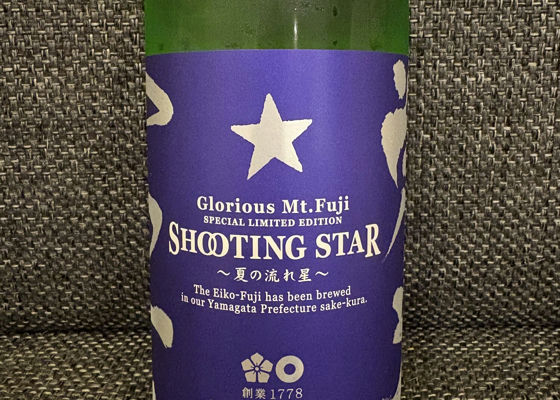 Glorious Mt.Fuji
SPECIAL LIMITED EDITION
SHOOTING STAR
～夏の流れ星～
The Eiko-Fuji has been brewed
in our Yamagata Prefecture sake-kura.
創業1778